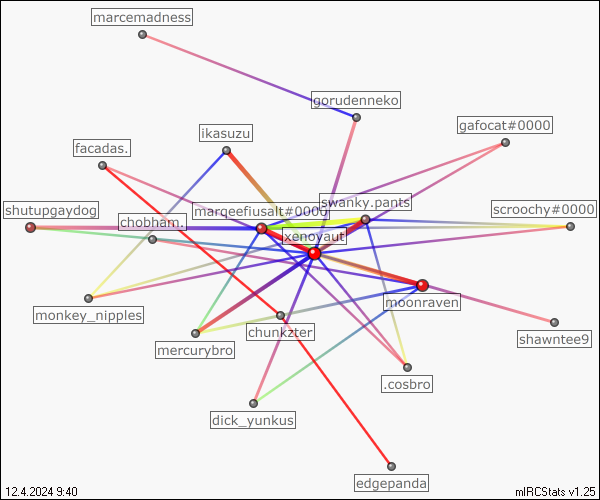 marcemadness
gorudenneko
gafocat#0000
ikasuzu
facadas.
swanky.pants
shutupgaydog
marqeefiusalt#0000
scroochy#0000
chobham.
xenoyaut
moonraven
monkey_nipples
chunkzter
shawntee9
mercurybro
.cosbro
dick_yunkus
edgepanda
12.4.2024 9:40
mIRCStats v1.25